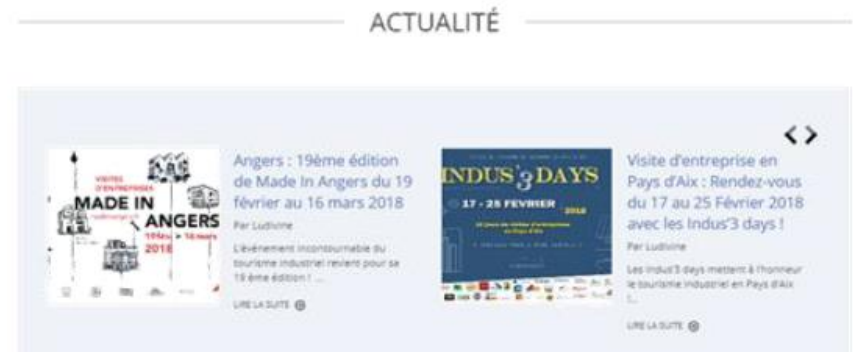 ACTUALITÉ
VISITES
D'ENTREPRISES
MADE IN
ANGERS
2018
Angers : 19ème édition
de Made In Angers du 19
février au 16 mars 2018
Par Ludivine
L'événement incontournable du
tourisme industriel revient pour sa
19 ème édition ! ...
LIRE LA SUITE
INDUS'3 DAYS
17 - 25 FEVRIER
2018
en Pays d'Aix
Visite d'entreprise en
Pays d'Aix : Rendez-vous
du 17 au 25 Février 2018
avec les Indus'3 days !
Par Ludivine
Les Indus'3 days mettent à l'honneur
le tourisme industriel en Pays d'Aix
!...
LIRE LA SUITE